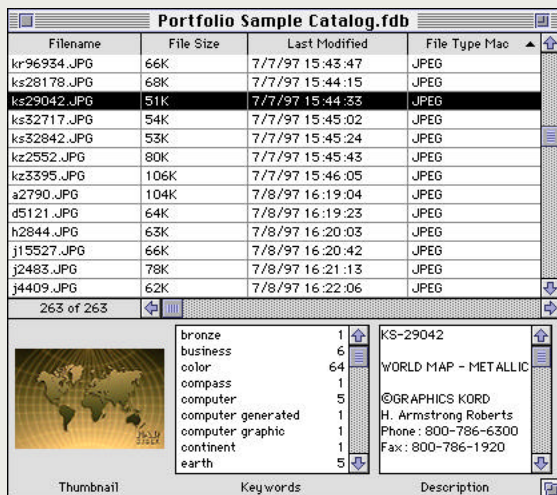 Portfolio Sample Catalog.fdb
Filename File Size Last Modified File Type Mac
kr96934.JPG 66K 7/7/97 15:43:47 JPEG
ks28178.JPG 68K 7/7/97 15:44:15 JPEG
ks29042.JPG 51K 7/7/97 15:44:33 JPEG
ks32717.JPG 54K 7/7/97 15:45:02 JPEG
ks32842.JPG 53K 7/7/97 15:45:24 JPEG
kz2552.JPG 80K 7/7/97 15:45:43 JPEG
kz3395.JPG 106K 7/7/97 15:46:05 JPEG
a2790.JPG 104K 7/8/97 16:19:04 JPEG
d5121.JPG 64K 7/8/97 16:19:23 JPEG
h2844.JPG 63K 7/8/97 16:20:03 JPEG
j15527.JPG 66K 7/8/97 16:20:42 JPEG
j2483.JPG 78K 7/8/97 16:21:13 JPEG
j4409.JPG 62K 7/8/97 16:22:06 JPEG
263 of 263
bronze 1
business 6
color 64
compass 1
computer 5
computer generated 1
computer graphic 1
continent 1
earth 5
KS-29042
WORLD MAP - METALLIC
©GRAPHICS KORD
H. Armstrong Roberts
Phone: 800-786-6300
Fax: 800-786-1920
Thumbnail Keywords Description